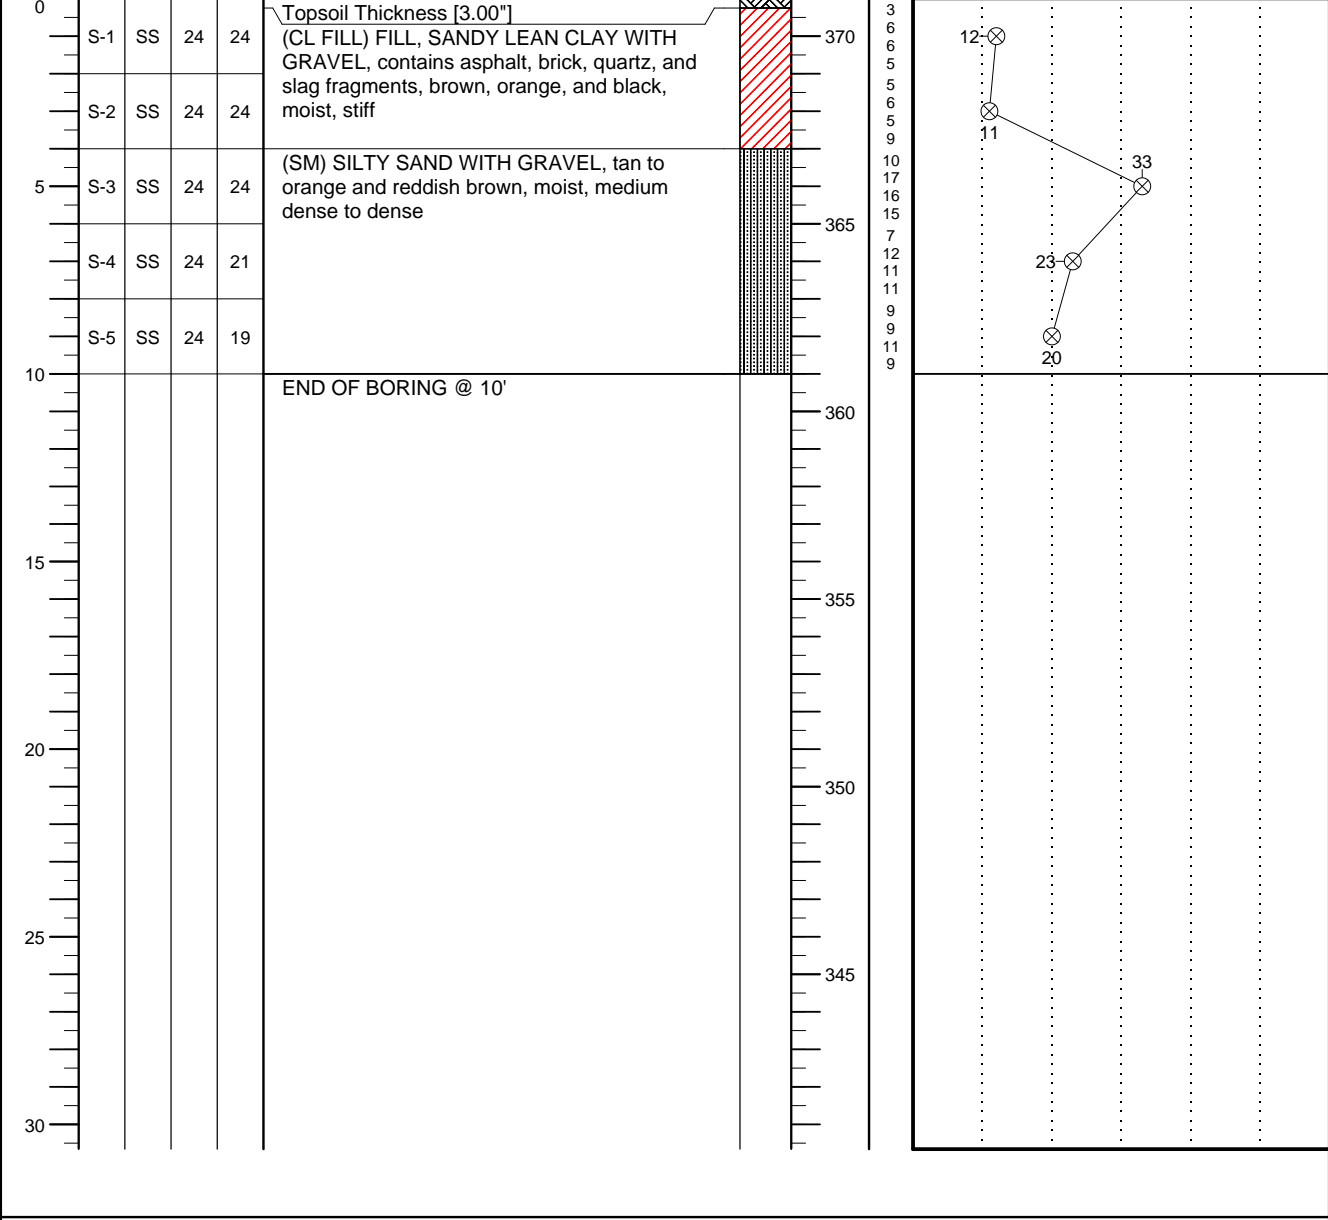 0
Topsoil Thickness [3.00"]
S-1 SS 24 24
(CL FILL) FILL, SANDY LEAN CLAY WITH
GRAVEL, contains asphalt, brick, quartz, and
slag fragments, brown, orange, and black,
moist, stiff
370
3
6
6
5
12
S-2 SS 24 24
5
6
5
9
11
(SM) SILTY SAND WITH GRAVEL, tan to
orange and reddish brown, moist, medium
dense to dense
5
S-3 SS 24 24
10
17
16
15
33
365
S-4 SS 24 21
7
12
11
11
23
S-5 SS 24 19
9
9
11
9
20
10
END OF BORING @ 10'
360
15
355
20
350
25
345
30